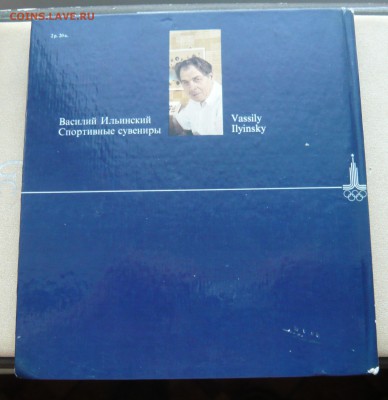 COINS.LAVE.RU
Василий Ильинский
Спортивные сувениры
Vassily
Ilyinsky